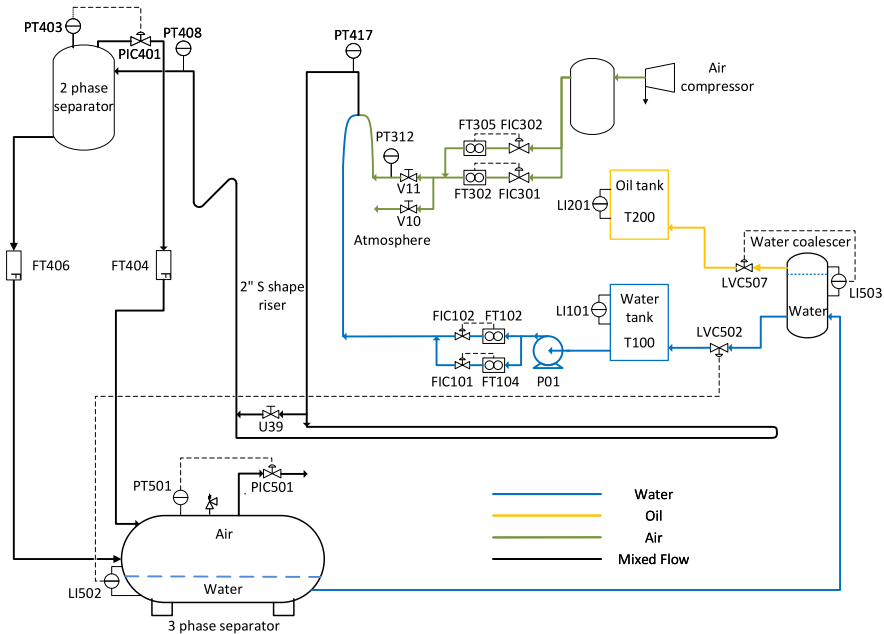 PT403
PIC401
PT408
PT417
2 phase
separator
Air
compressor
FT305
FIC302
PT312
FT302
FIC301
V11
V10
Atmosphere
Oil tank
T200
LI201
Water coalescer
LVC507
LI503
Water
FT406
FT404
2" S shape
riser
FIC102
FT102
LI101
Water
tank
T100
LVC502
FIC101
FT104
P01
U39
PT501
PIC501
Air
Water
LI502
3 phase separator
Water
Oil
Air
Mixed Flow